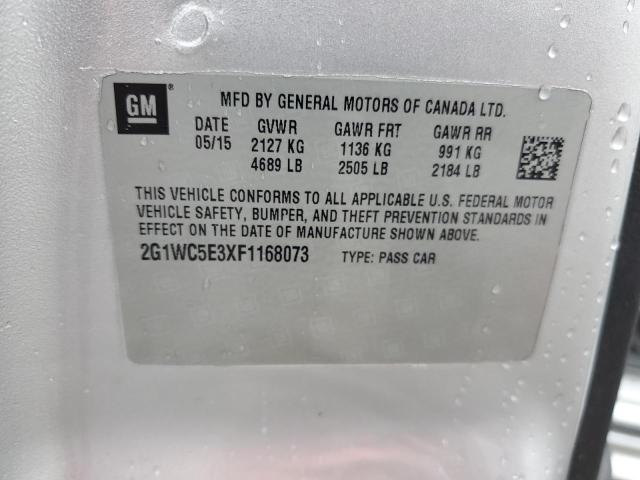 GM ®
MFD BY GENERAL MOTORS OF CANADA LTD.
DATE GVWR GAWR FRT GAWR RR
05/15 2127 KG 1136 KG 991 KG
4689 LB 2505 LB 2184 LB
THIS VEHICLE CONFORMS TO ALL APPLICABLE U.S. FEDERAL MOTOR
VEHICLE SAFETY, BUMPER, AND THEFT PREVENTION STANDARDS IN
EFFECT ON THE DATE OF MANUFACTURE SHOWN ABOVE.
2G1WC5E3XF1168073 TYPE: PASS CAR